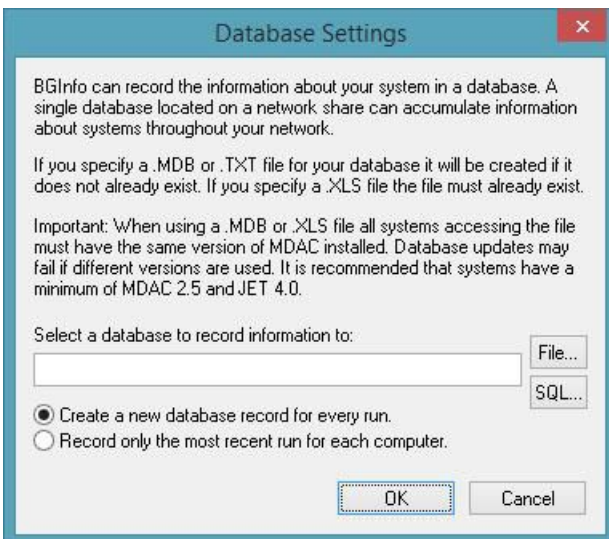 Database Settings
BGInfo can record the information about your system in a database. A
single database located on a network share can accumulate information
about systems throughout your network.
If you specify a .MDB or .TXT file for your database it will be created if it
does not already exist. If you specify a .XLS file the file must already exist.
Important: When using a .MDB or .XLS file all systems accessing the file
must have the same version of MDAC installed. Database updates may
fail if different versions are used. It is recommended that systems have a
minimum of MDAC 2.5 and JET 4.0.
Select a database to record information to:
File...
SQL...
Create a new database record for every run.
Record only the most recent run for each computer.
OK Cancel